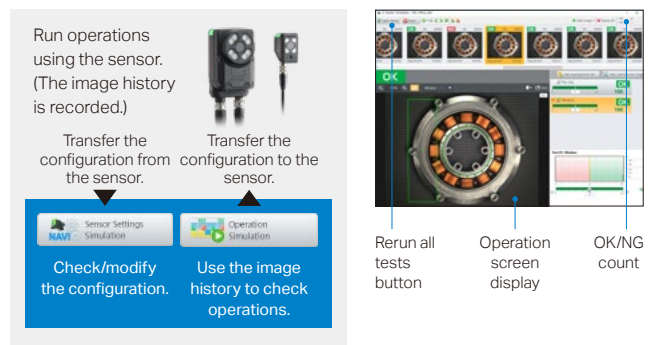 Run operations
using the sensor.
(The image history
is recorded.)
Transfer the
configuration from
the sensor.
Transfer the
configuration to the
sensor.
NAVI
Sensor Settings
Simulation
Operation
Simulation
Check/modify
the configuration.
Use the image
history to check
operations.
OK
OK
OK
Rerun all
tests
button
Operation
screen
display
OK/NG
count